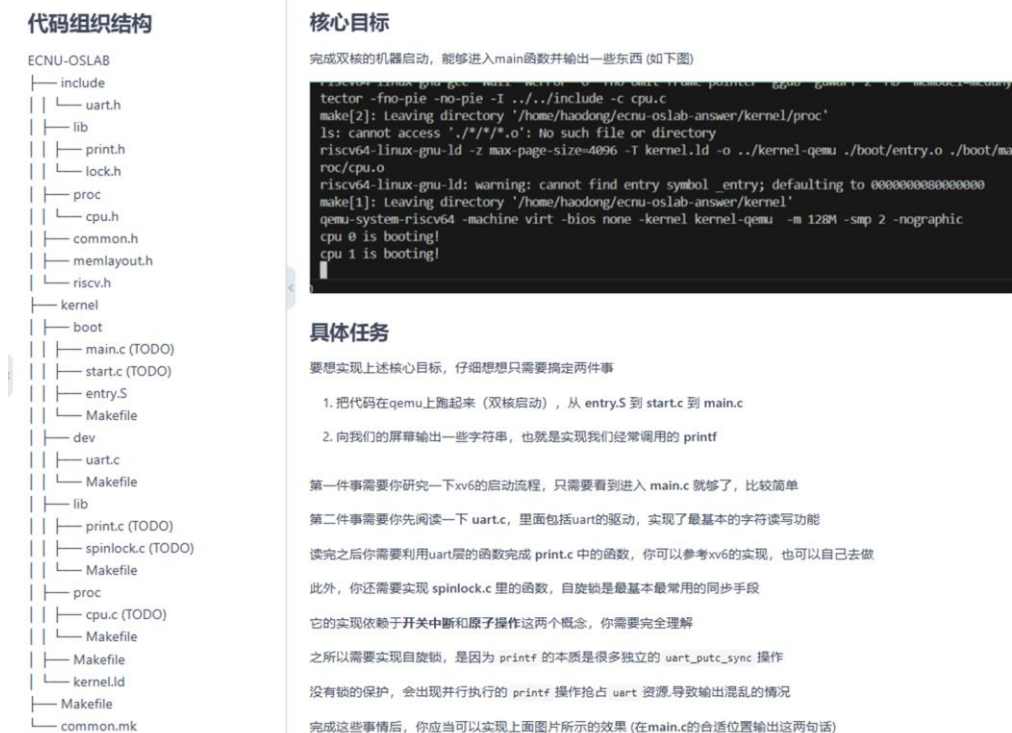 代码组织结构
ECNU-OSLAB
├── include
│ │ └── uart.h
│ ├── lib
│ │ ├── print.h
│ │ └── lock.h
│ ├── proc
│ │ └── cpu.h
│ ├── common.h
│ ├── memlayout.h
│ └── riscv.h
├── kernel
│ ├── boot
│ │ ├── main.c (TODO)
│ │ ├── start.c (TODO)
│ │ ├── entry.S
│ │ └── Makefile
│ ├── dev
│ │ ├── uart.c
│ │ └── Makefile
│ ├── lib
│ │ ├── print.c (TODO)
│ │ ├── spinlock.c (TODO)
│ │ └── Makefile
│ ├── proc
│ │ ├── cpu.c (TODO)
│ │ └── Makefile
│ ├── Makefile
│ └── kernel.ld
├── Makefile
└── common.mk
核心目标
完成双核的机器启动，能够进入main函数并输出一些东西 (如下图)
tector -fno-pie -no-pie -I ../../include -c cpu.c
make[2]: Leaving directory '/home/haodong/ecnu-oslab-answer/kernel/proc'
ls: cannot access './*/*/*.o': No such file or directory
riscv64-linux-gnu-ld -z max-page-size=4096 -T kernel.ld -o ../kernel-qemu ./boot/entry.o ./boot/ma
roc/cpu.o
riscv64-linux-gnu-ld: warning: cannot find entry symbol _entry; defaulting to 0000000080000000
make[1]: Leaving directory '/home/haodong/ecnu-oslab-answer/kernel'
qemu-system-riscv64 -machine virt -bios none -kernel kernel-qemu -m 128M -smp 2 -nographic
cpu 0 is booting!
cpu 1 is booting!
具体任务
要想实现上述核心目标，仔细想想只需要搞定两件事
1. 把代码在qemu上跑起来（双核启动），从 entry.S 到 start.c 到 main.c
2. 向我们的屏幕输出一些字符串，也就是实现我们经常调用的 printf
第一件事需要你研究一下xv6的启动流程，只需要看到进入 main.c 就够了，比较简单
第二件事需要你先阅读一下 uart.c，里面包括uart的驱动，实现了最基本的字符读写功能
读完之后你需要利用uart层的函数完成 print.c 中的函数，你可以参考xv6的实现，也可以自己去做
此外，你还需要实现 spinlock.c 里的函数，自旋锁是最基本最常用的同步手段
它的实现依赖于开关中断和原子操作这两个概念，你需要完全理解
之所以需要实现自旋锁，是因为 printf 的本质是很多独立的 uart_putc_sync 操作
没有锁的保护，会出现并行执行的 printf 操作抢占 uart 资源,导致输出混乱的情况
完成这些事情后，你应当可以实现上面图片所示的效果 (在main.c的合适位置输出这两句话)